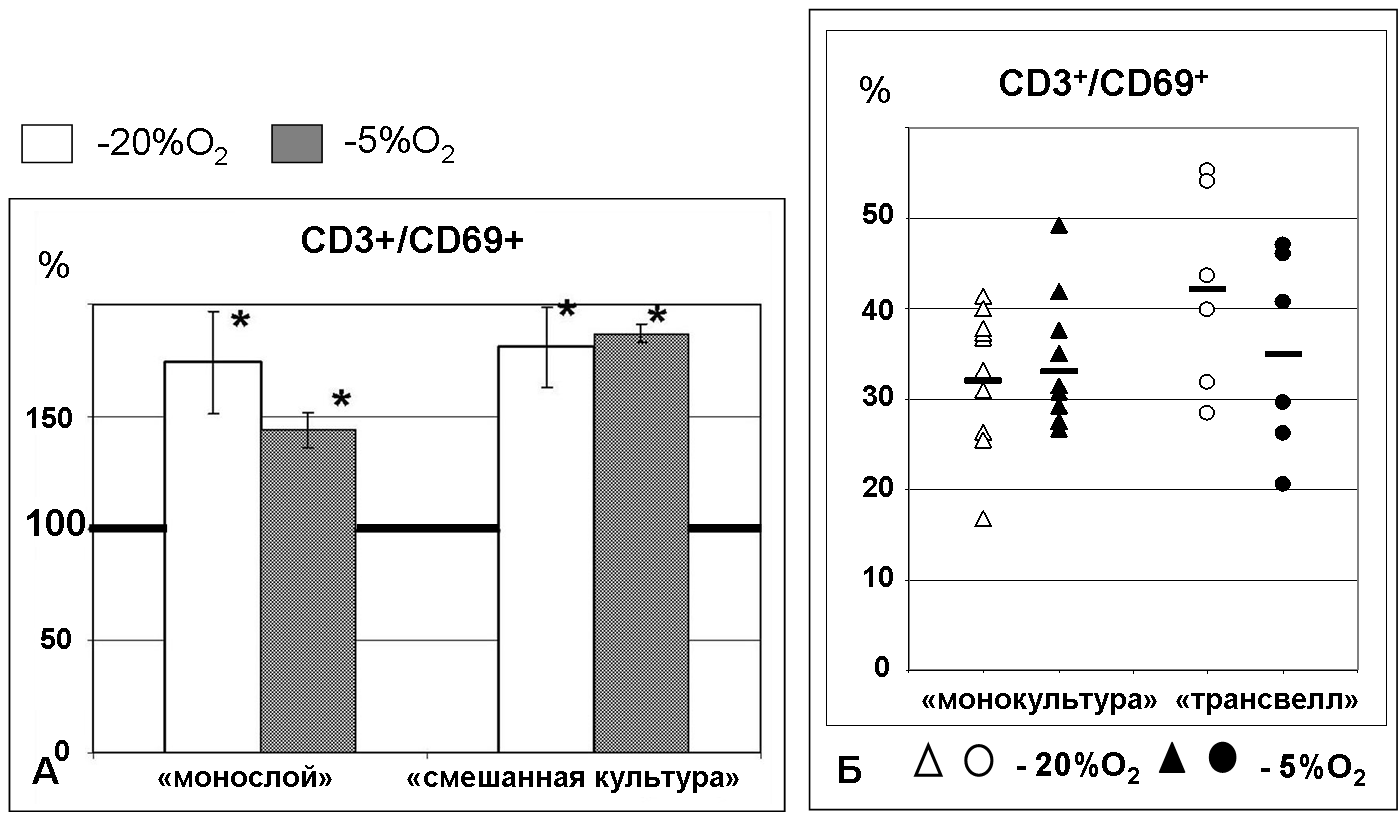 -20%O₂ -5%O₂
CD3+/CD69+
%
*
*
*
*
150
100
50
0
А
«монослой» «смешанная культура»
CD3⁺/CD69⁺
%
50
40
30
20
10
0
«монокультура» «трансвелл»
Б - 20%O₂ - 5%O₂